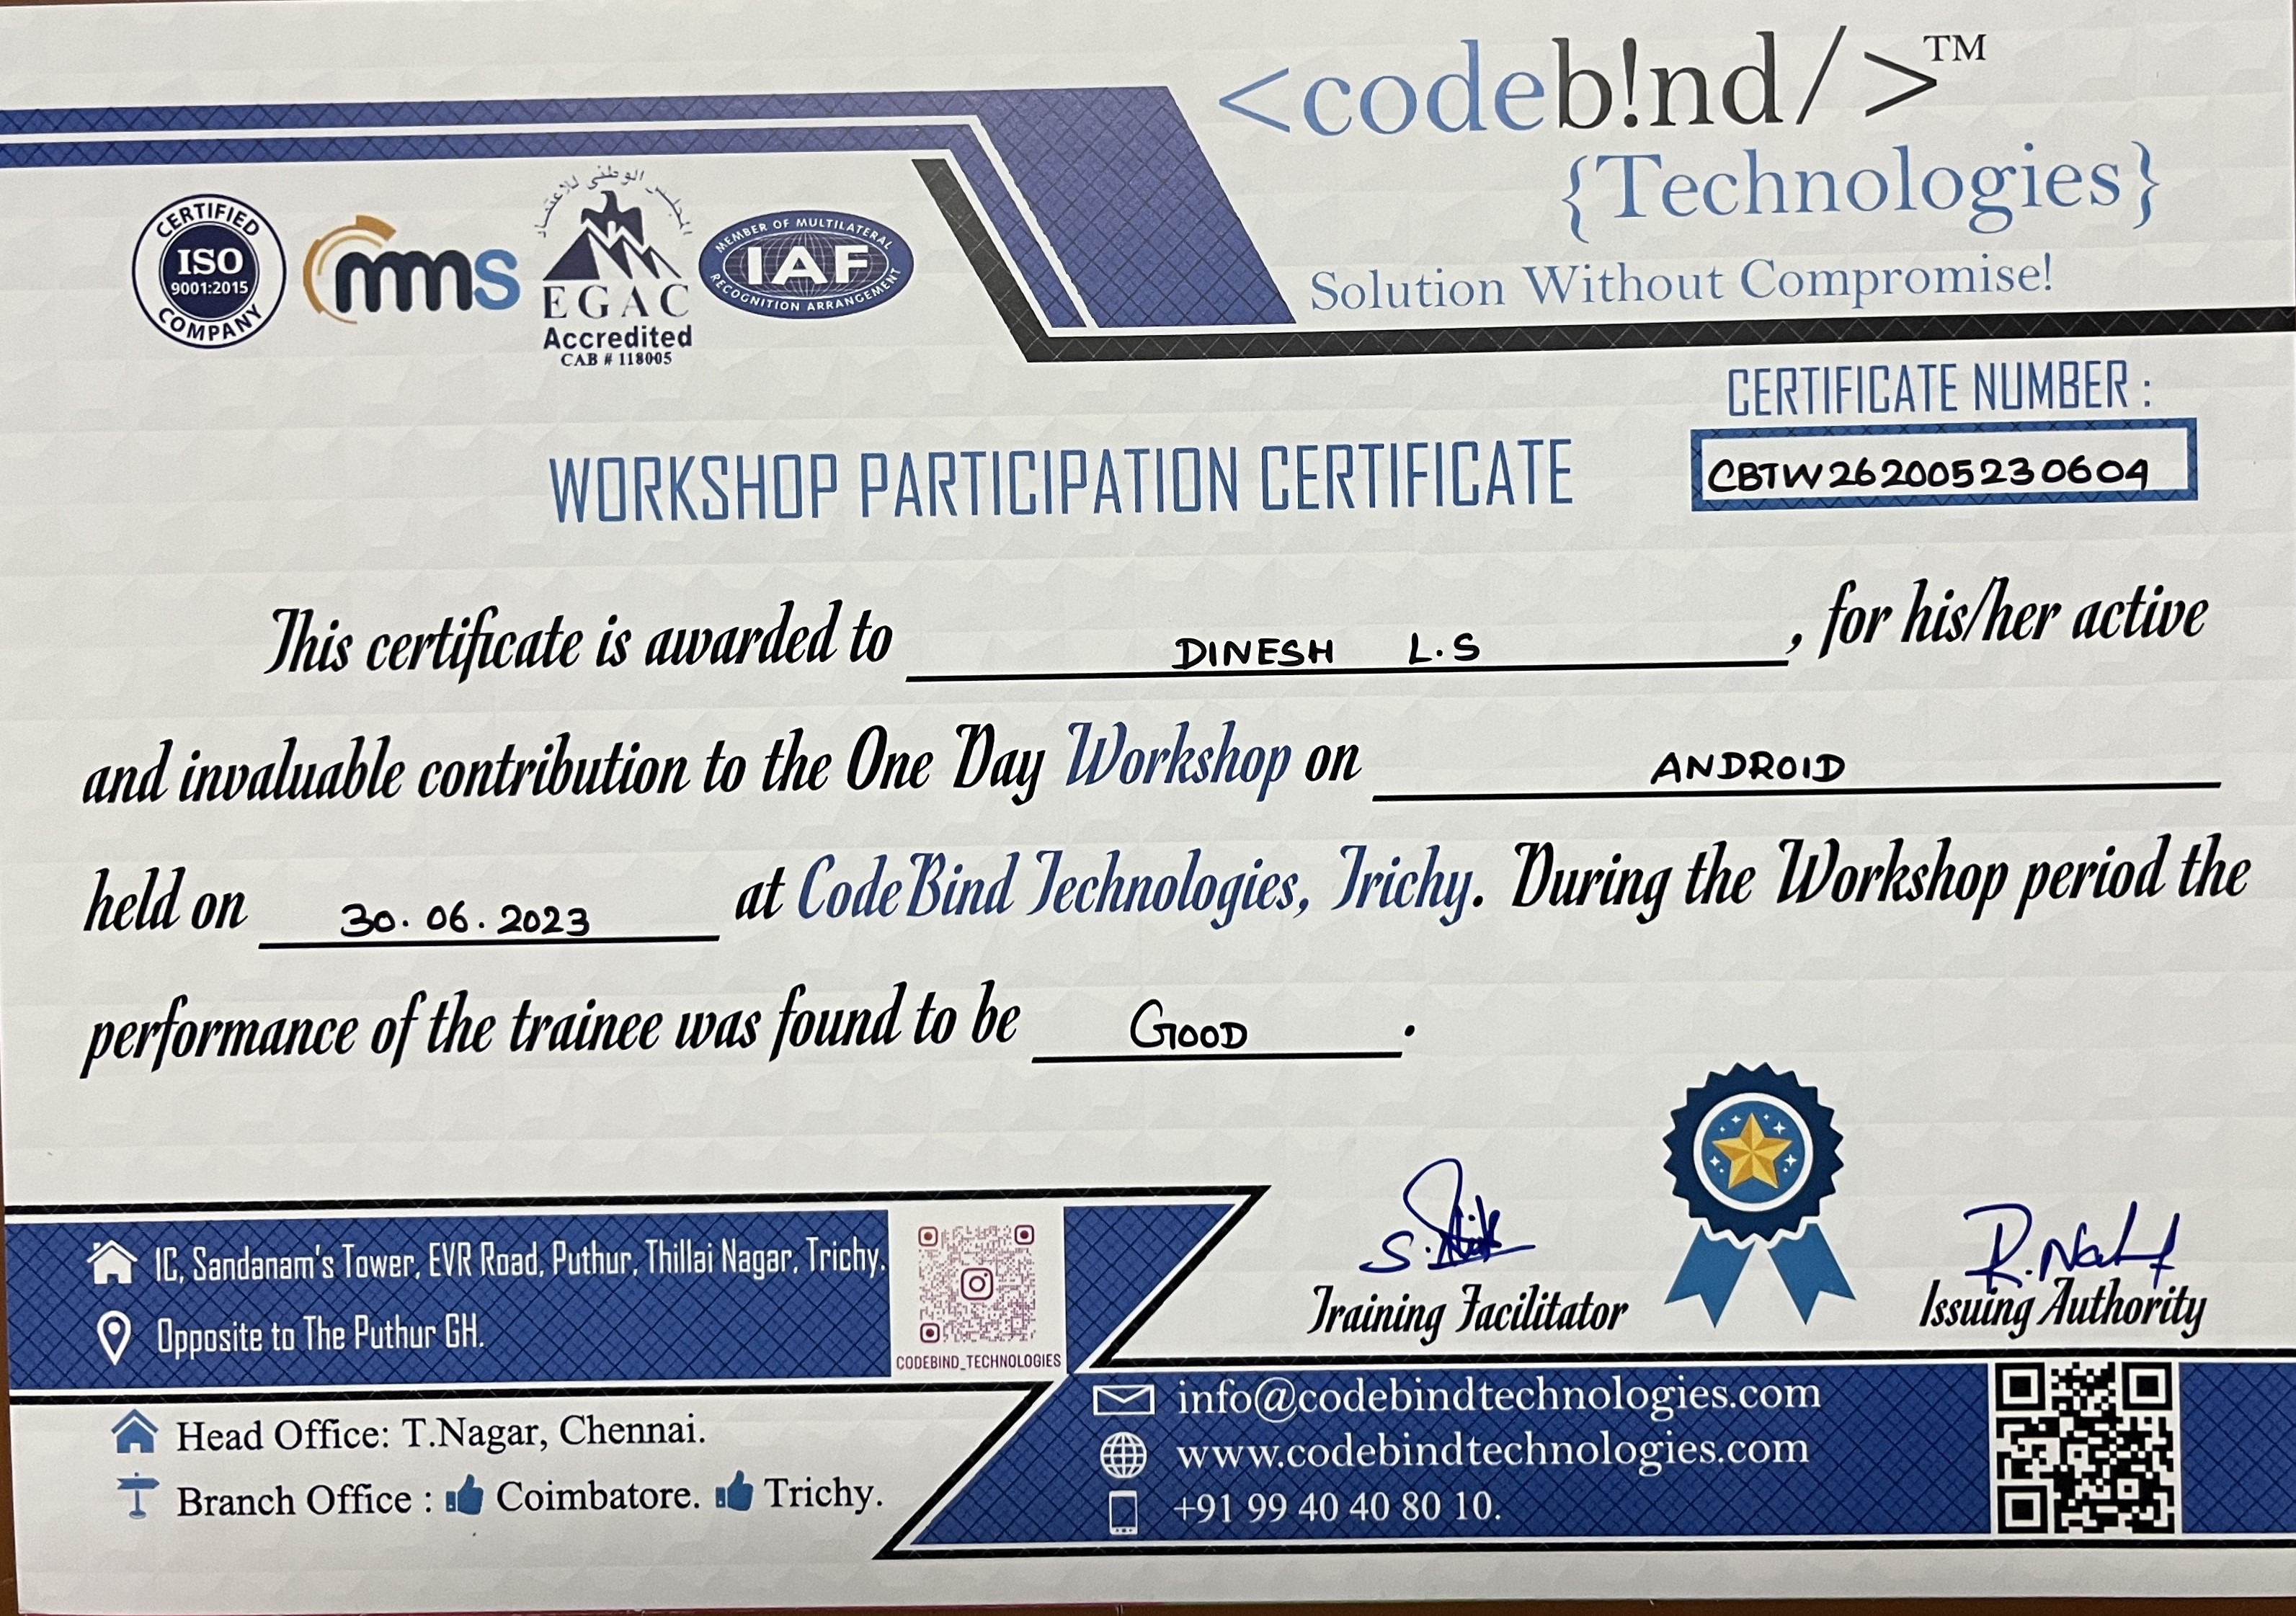 <codeb!nd/>™
{Technologies}
Solution Without Compromise!
CERTIFIED
ISO
9001:2015
COMPANY
mms
المجلس الوطني للاعتماد
EGAC
Accredited
CAB # 118005
MEMBER OF MULTILATERAL
IAF
RECOGNITION ARRANGEMENT
CERTIFICATE NUMBER :
CBTW262005230604
WORKSHOP PARTICIPATION CERTIFICATE
This certificate is awarded to DINESH L.S , for his/her active
and invaluable contribution to the One Day Workshop on ANDROID
held on 30.06.2023 at CodeBind Technologies, Trichy. During the Workshop period the
performance of the trainee was found to be GOOD .
Training Facilitator
R.
Issuing Authority
1C, Sandanam's Tower, EVR Road, Puthur, Thillai Nagar, Trichy.
Opposite to The Puthur GH.
CODEBIND_TECHNOLOGIES
Head Office: T.Nagar, Chennai.
Branch Office : Coimbatore. Trichy.
info@codebindtechnologies.com
www.codebindtechnologies.com
+91 99 40 40 80 10.